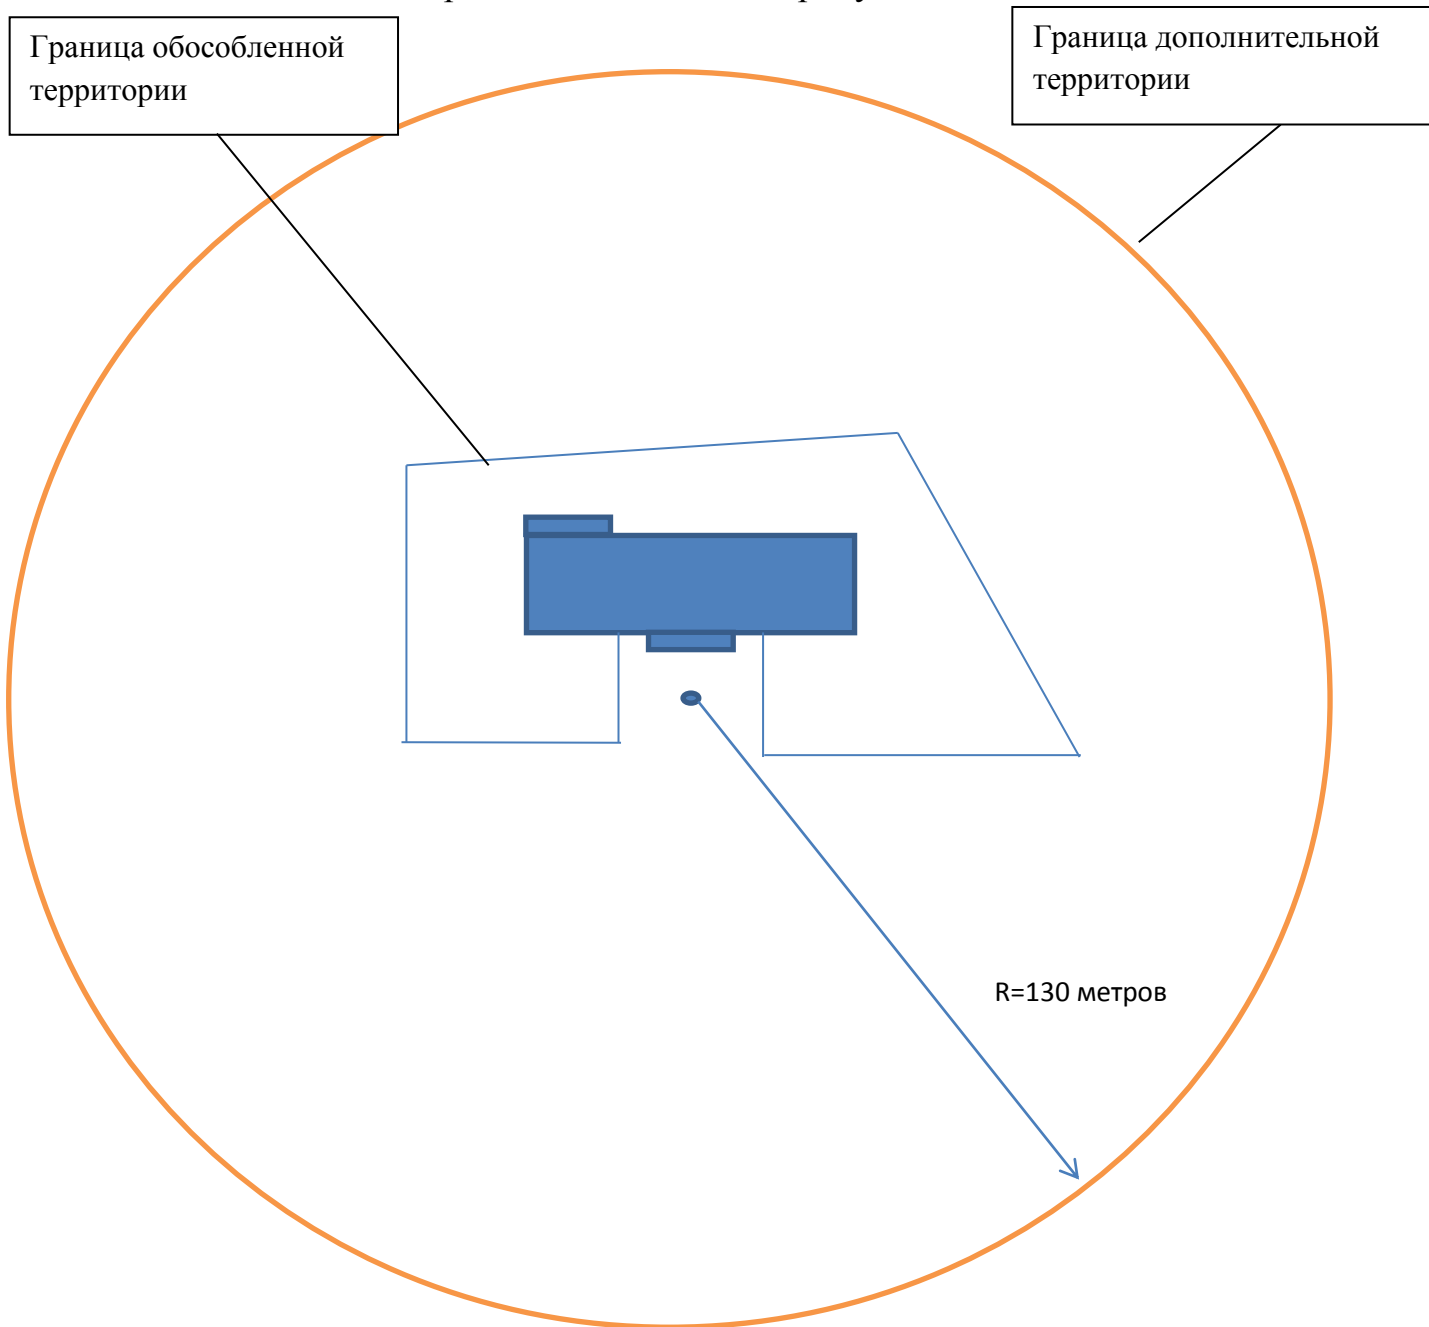 Граница обособленной
территории
Граница дополнительной
территории
R=130 метров